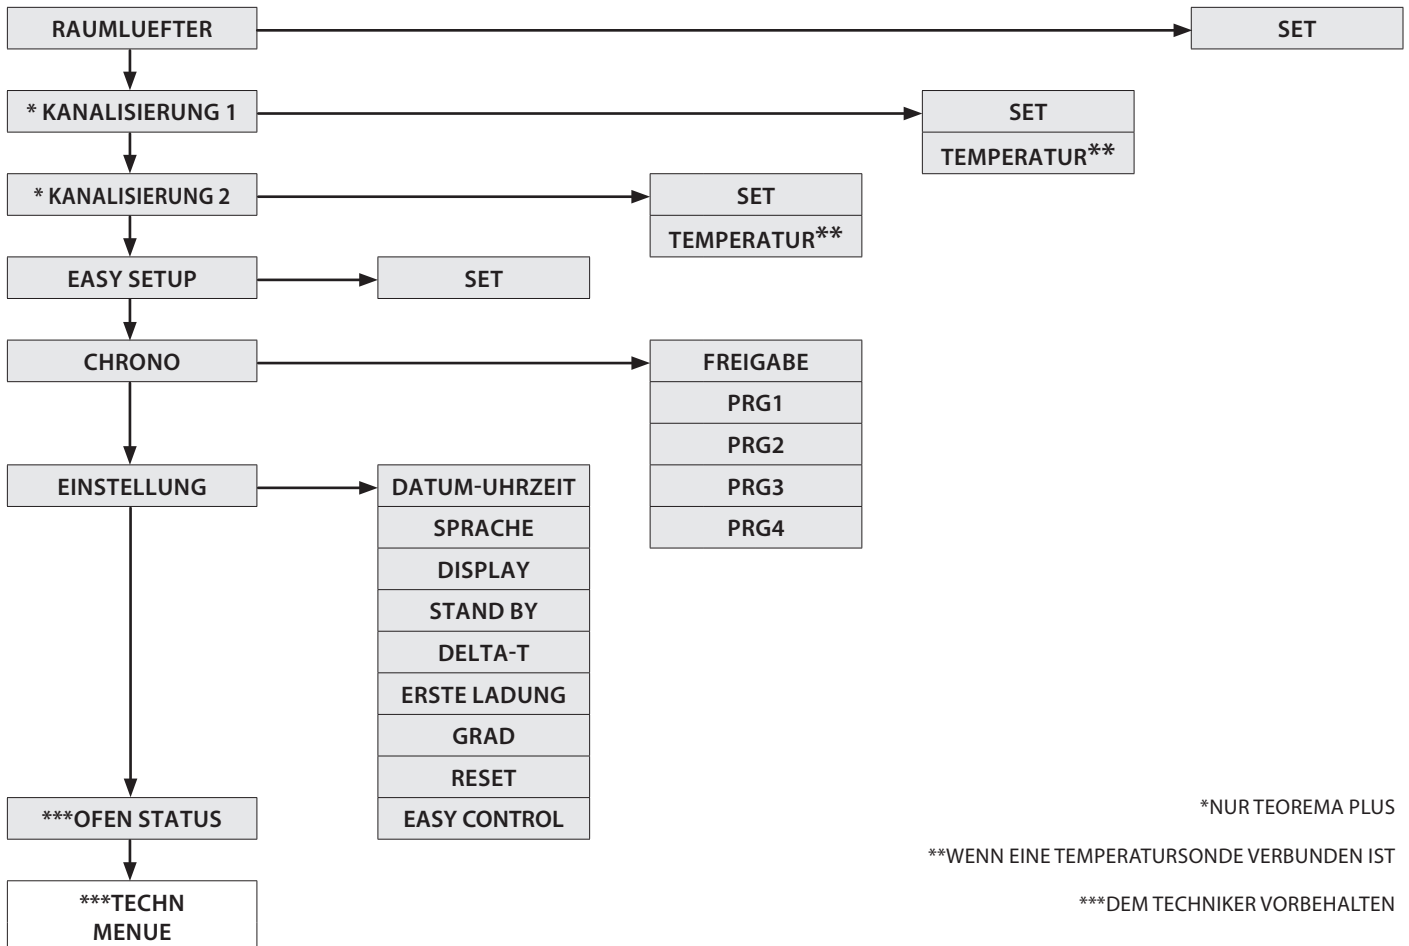 RAUMLUEFTER
SET
* KANALISIERUNG 1
SET
TEMPERATUR**
* KANALISIERUNG 2
SET
TEMPERATUR**
EASY SETUP
SET
CHRONO
FREIGABE
PRG1
PRG2
PRG3
PRG4
EINSTELLUNG
DATUM-UHRZEIT
SPRACHE
DISPLAY
STAND BY
DELTA-T
ERSTE LADUNG
GRAD
RESET
EASY CONTROL
***OFEN STATUS
***TECHN
MENUE
*NUR TEOREMA PLUS
**WENN EINE TEMPERATURSONDE VERBUNDEN IST
***DEM TECHNIKER VORBEHALTEN